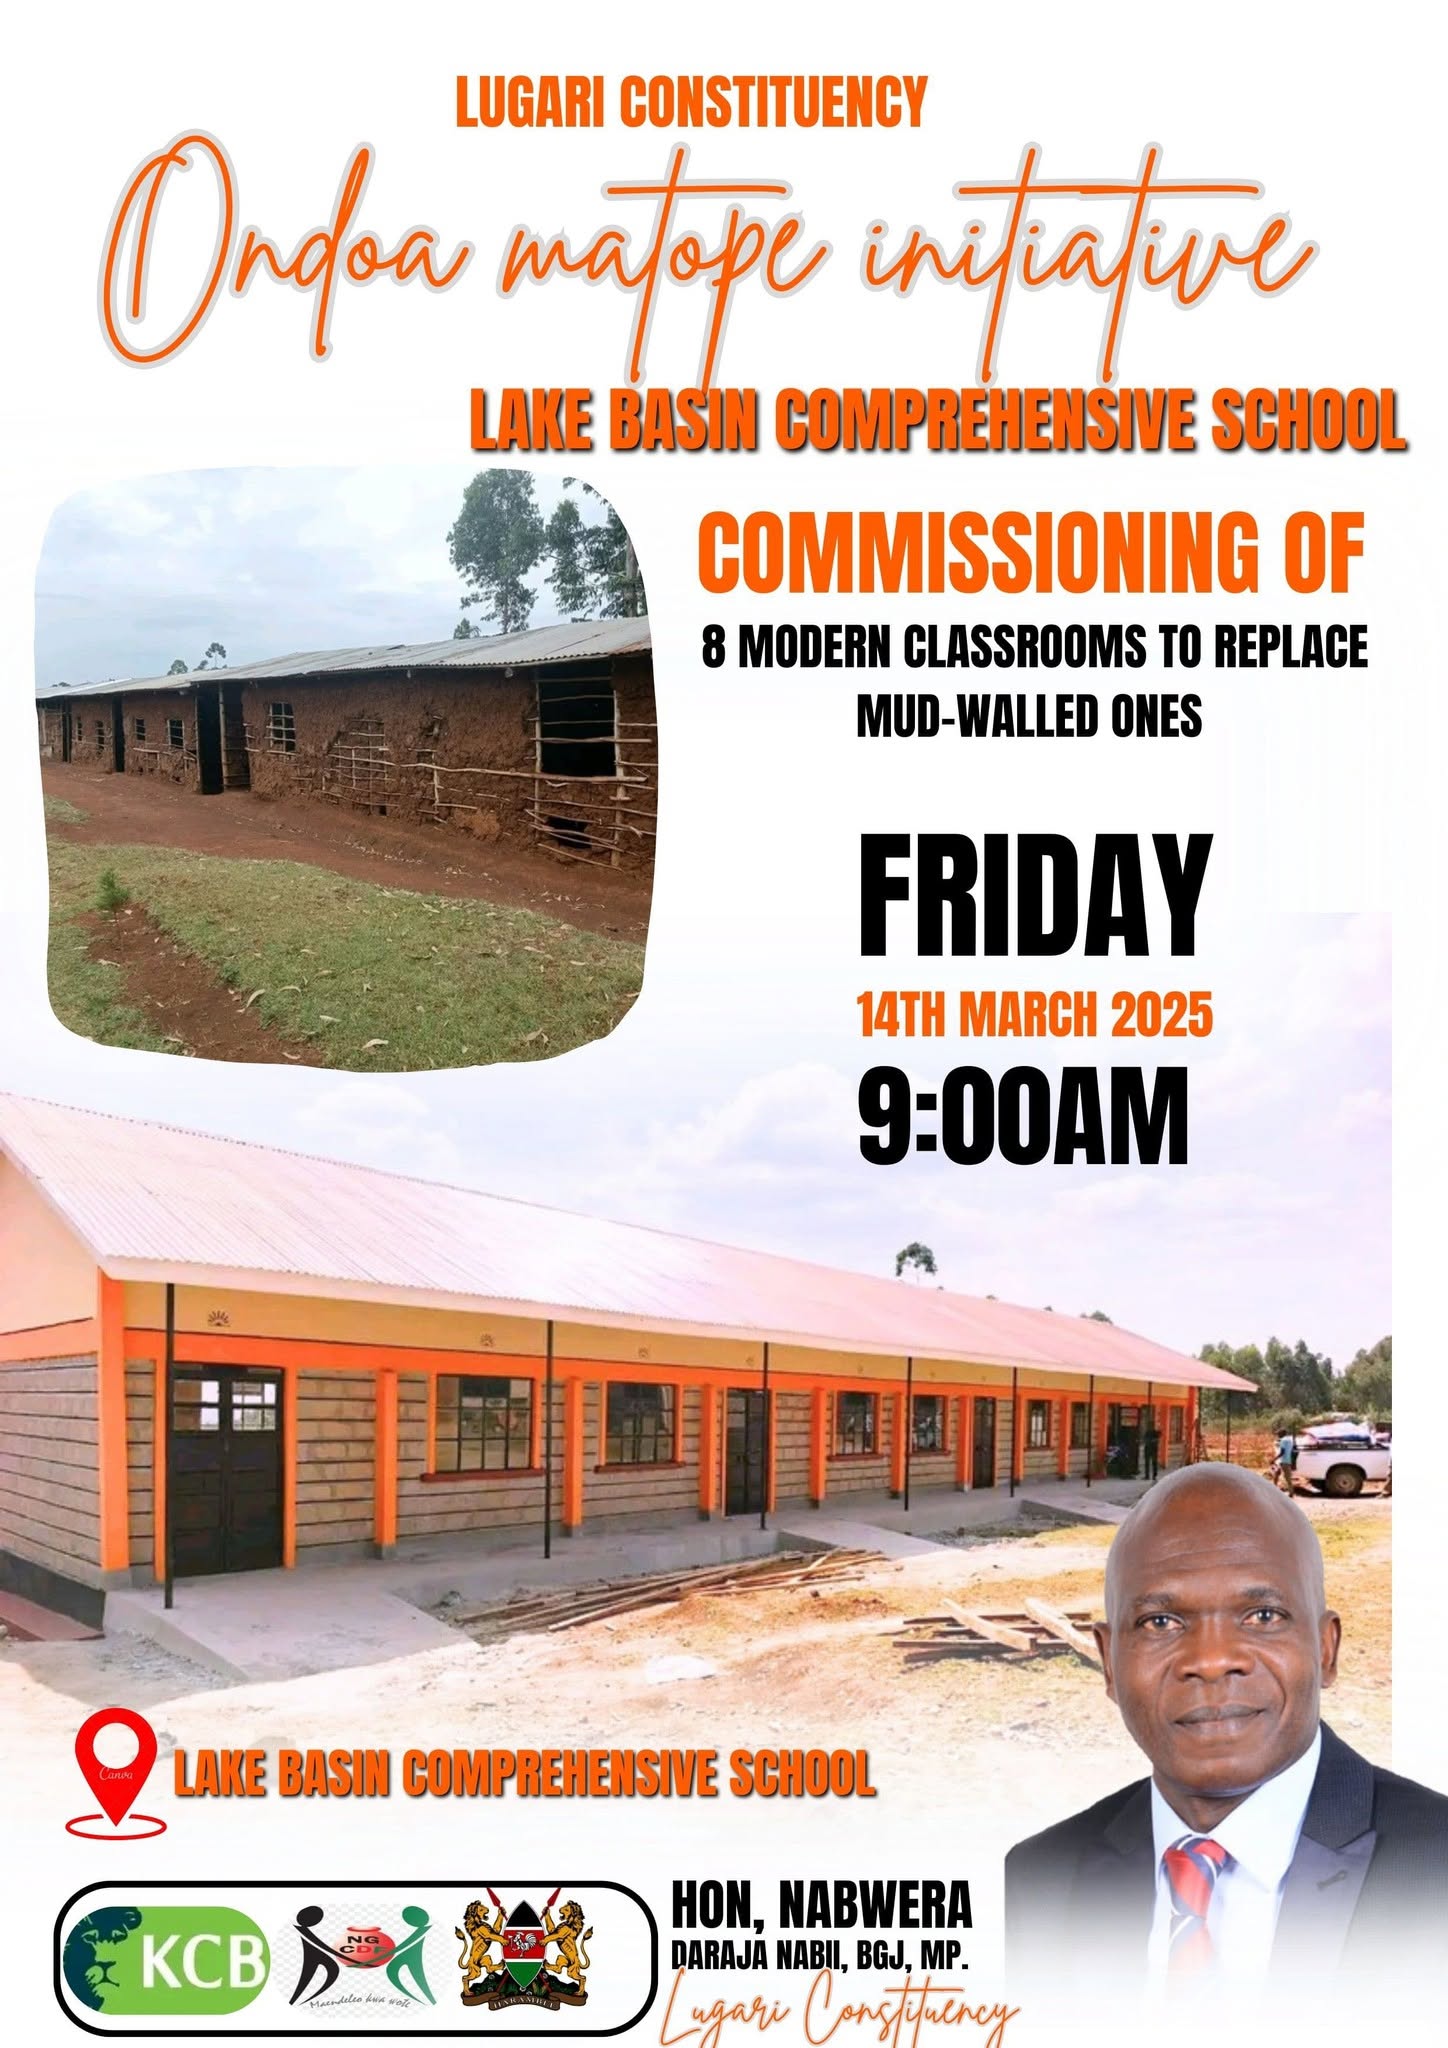 LUGARI CONSTITUENCY
Ondoa matope initiative
LAKE BASIN COMPREHENSIVE SCHOOL
COMMISSIONING OF
8 MODERN CLASSROOMS TO REPLACE
MUD-WALLED ONES
FRIDAY
14TH MARCH 2025
9:00AM
Canva
LAKE BASIN COMPREHENSIVE SCHOOL
KCB
NG
CDF
Maendeleo kwa wote
HARAMBEE
HON, NABWERA
DARAJA NABII, BGJ, MP.
Lugari Constituency